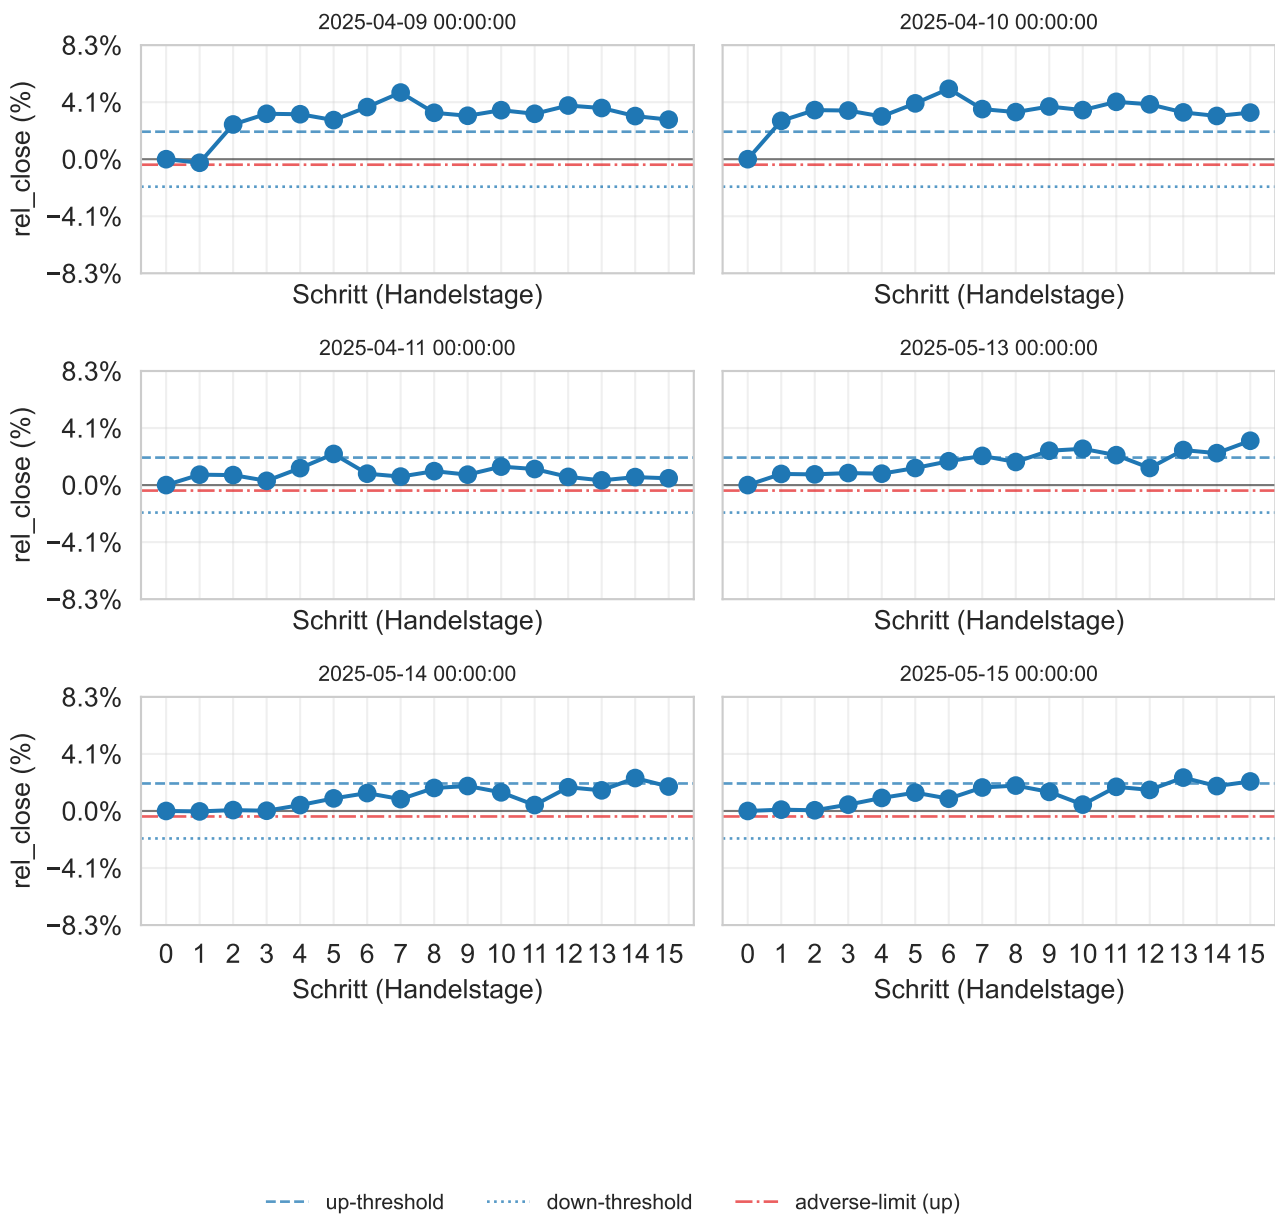 2025-04-09 00:00:00
2025-04-10 00:00:00
8.3%
4.1%
0.0%
−4.1%
−8.3%
rel_close (%)
Schritt (Handelstage)
Schritt (Handelstage)
2025-04-11 00:00:00
2025-05-13 00:00:00
8.3%
4.1%
0.0%
−4.1%
−8.3%
rel_close (%)
Schritt (Handelstage)
Schritt (Handelstage)
2025-05-14 00:00:00
2025-05-15 00:00:00
8.3%
4.1%
0.0%
−4.1%
−8.3%
rel_close (%)
0 1 2 3 4 5 6 7 8 9 10 11 12 13 14 15
0 1 2 3 4 5 6 7 8 9 10 11 12 13 14 15
Schritt (Handelstage)
Schritt (Handelstage)
up-threshold down-threshold adverse-limit (up)